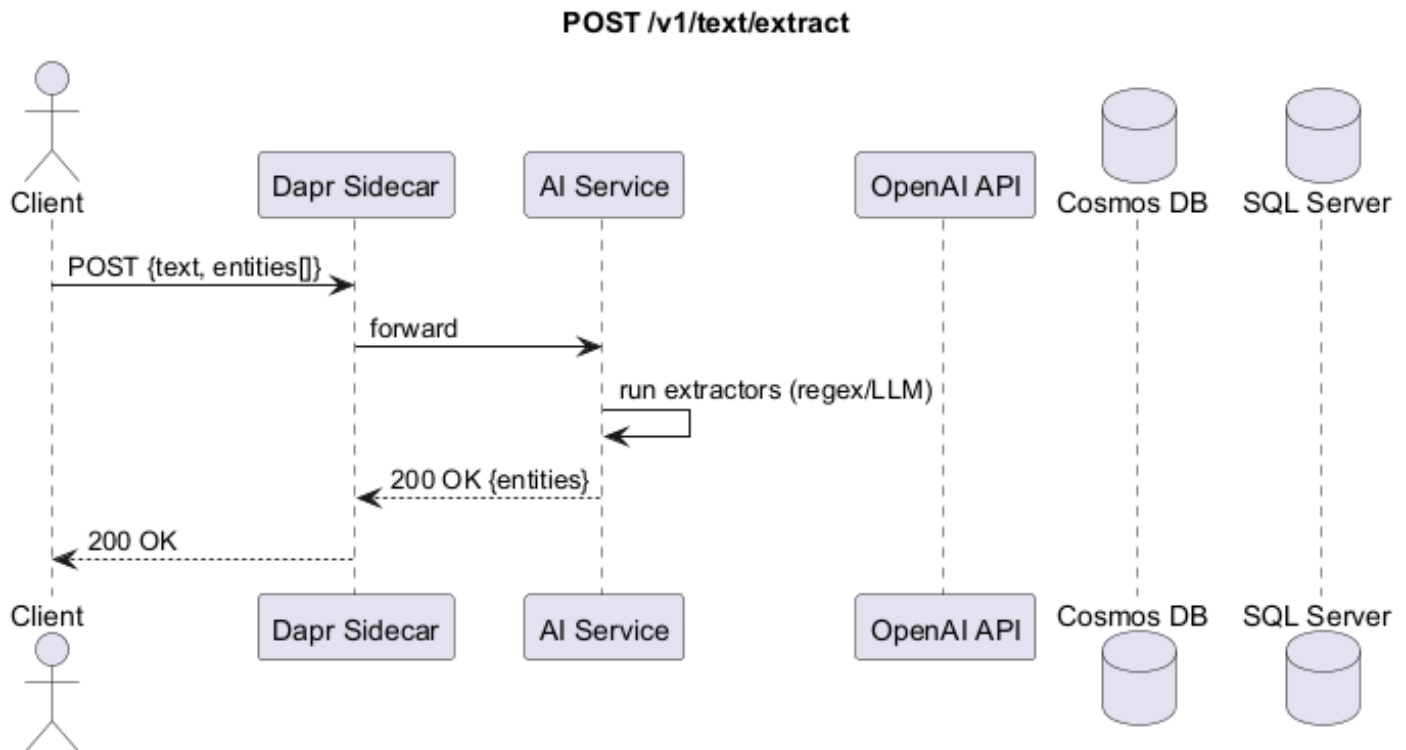 POST /v1/text/extract
Client
Dapr Sidecar
AI Service
OpenAI API
Cosmos DB
SQL Server
POST {text, entities[]}
forward
run extractors (regex/LLM)
200 OK {entities}
200 OK
Client
Dapr Sidecar
AI Service
OpenAI API
Cosmos DB
SQL Server